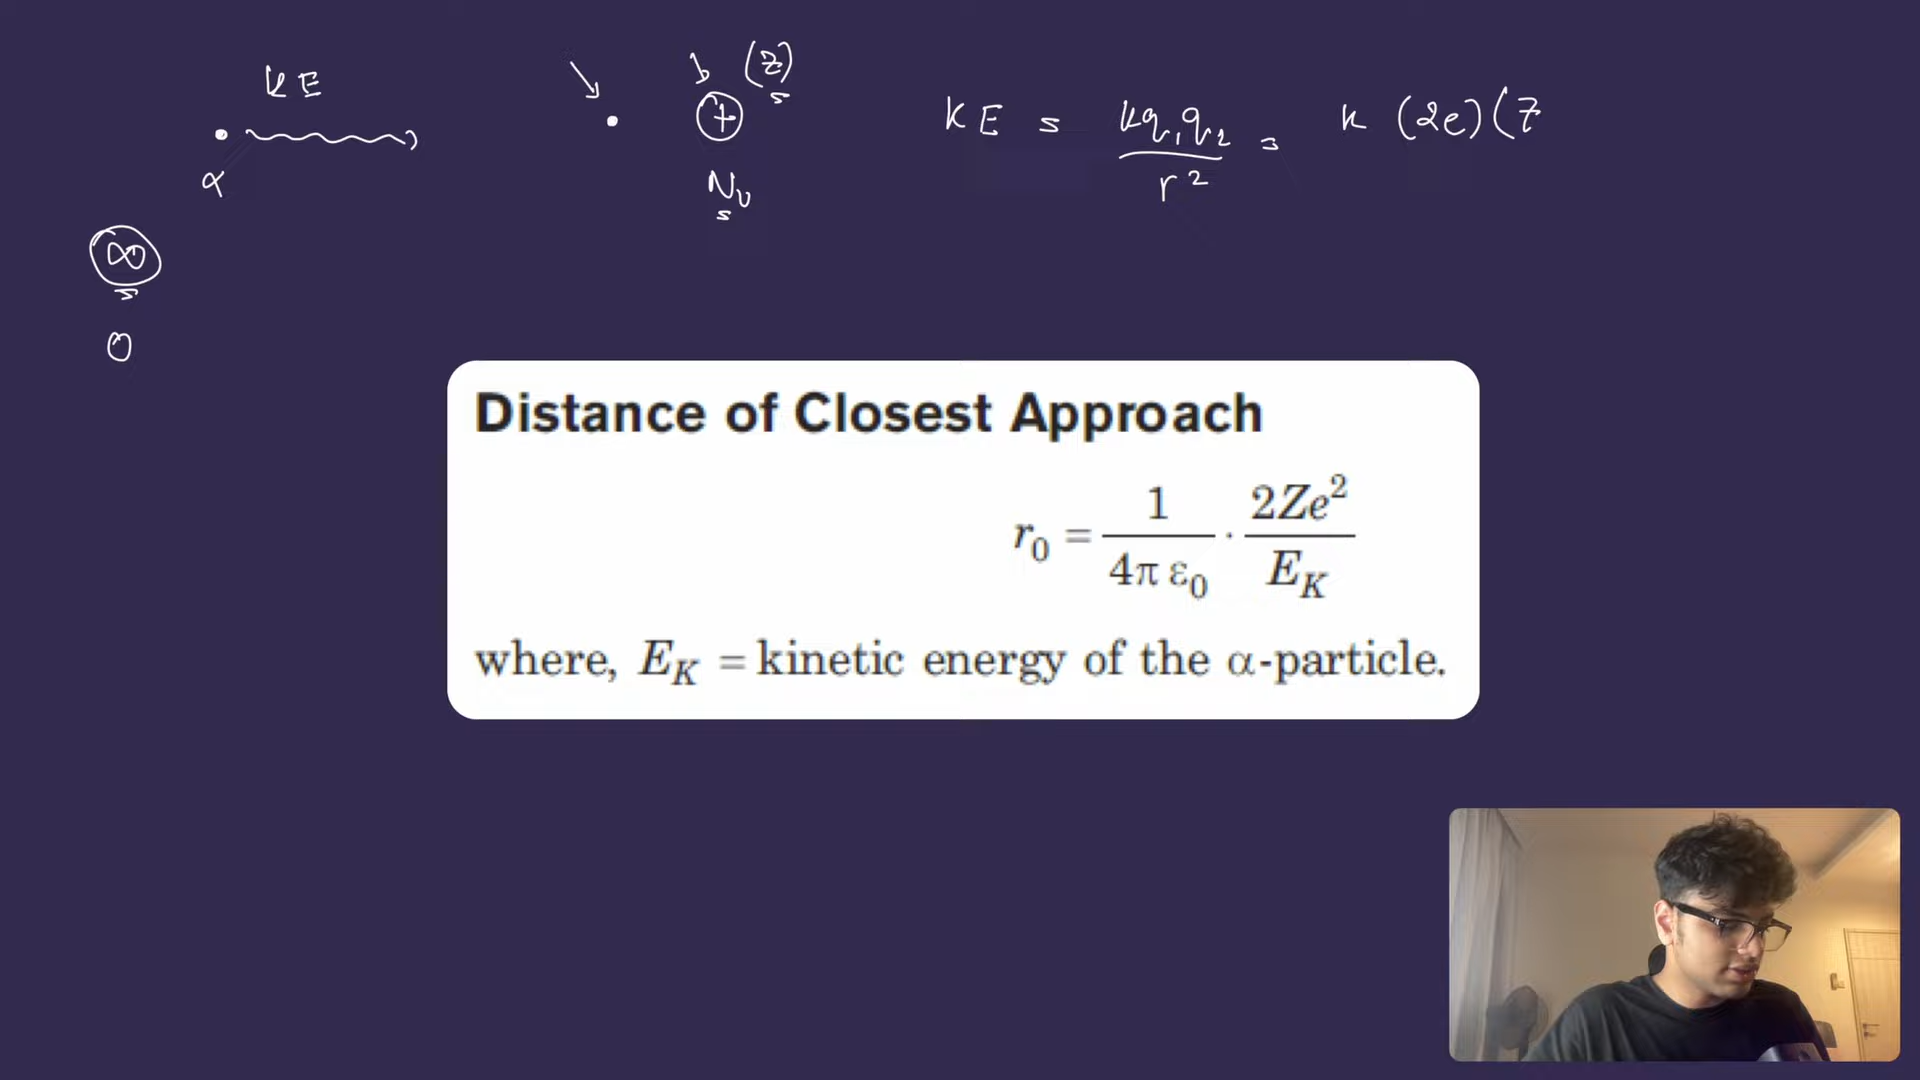 KE
α
∞
0
b (z)
+
Nu
KE = kq₁q₂/r² = k (2e)(Z
Distance of Closest Approach
r₀ = 1/4π ε₀ · 2Ze²/E_K
where, E_K = kinetic energy of the α-particle.